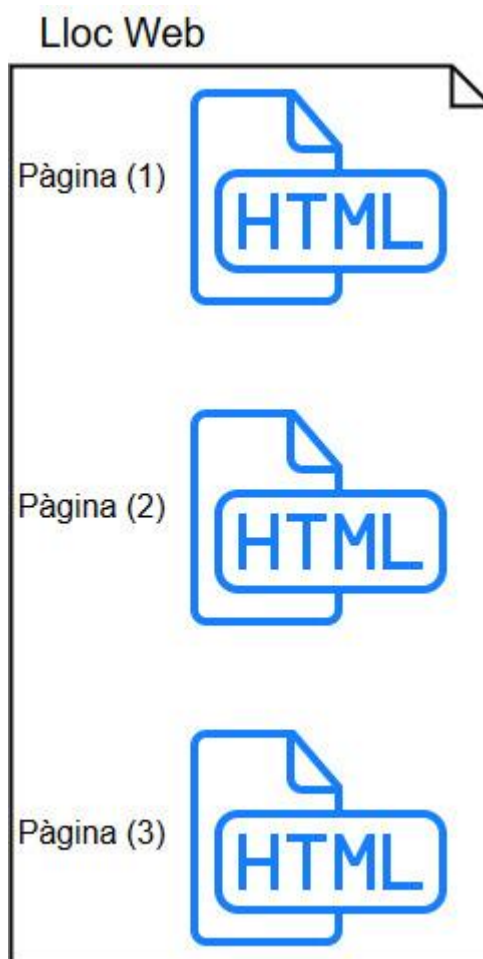 Lloc Web
Pàgina (1)
HTML
Pàgina (2)
HTML
Pàgina (3)
HTML